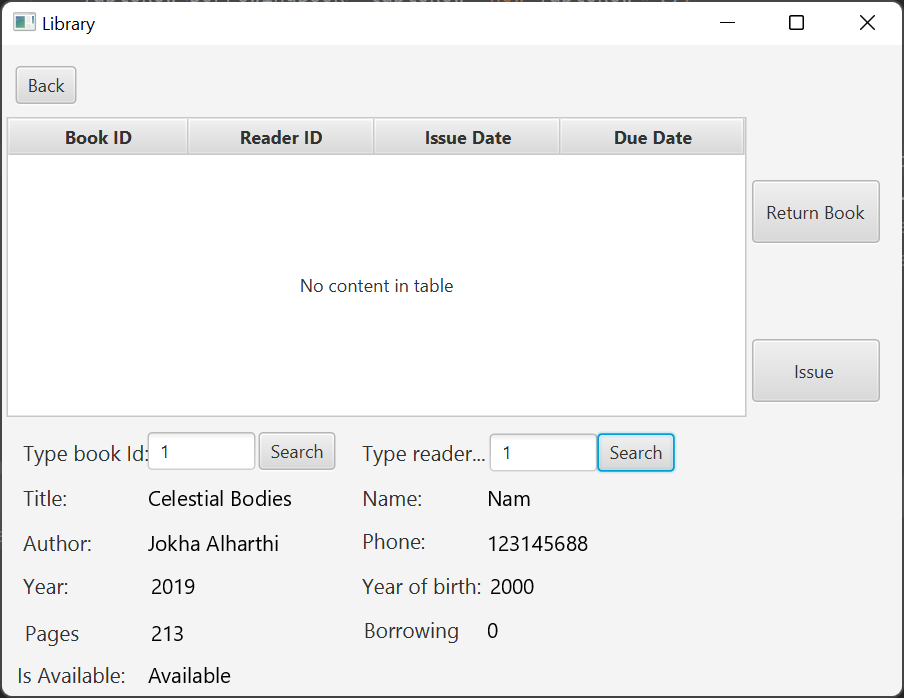 Library
Back
Book ID Reader ID Issue Date Due Date
Return Book
No content in table
Issue
Type book Id: 1 Search Type reader... 1 Search
Title: Celestial Bodies Name: Nam
Author: Jokha Alharthi Phone: 123145688
Year: 2019 Year of birth: 2000
Pages 213 Borrowing 0
Is Available: Available